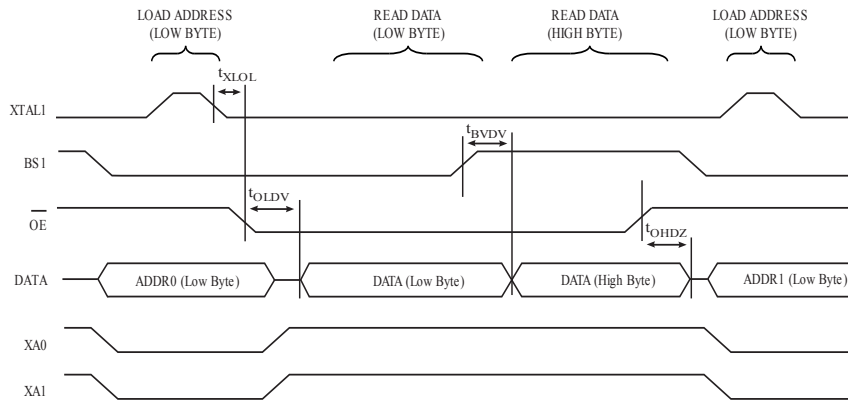 LOAD ADDRESS
(LOW BYTE)
READ DATA
(LOW BYTE)
READ DATA
(HIGH BYTE)
LOAD ADDRESS
(LOW BYTE)
tXLOL
XTAL1
tBVDV
BS1
tOLDV
OE
tOHDZ
DATA
ADDR0 (Low Byte)
DATA (Low Byte)
DATA (High Byte)
ADDR1 (Low Byte)
XA0
XA1